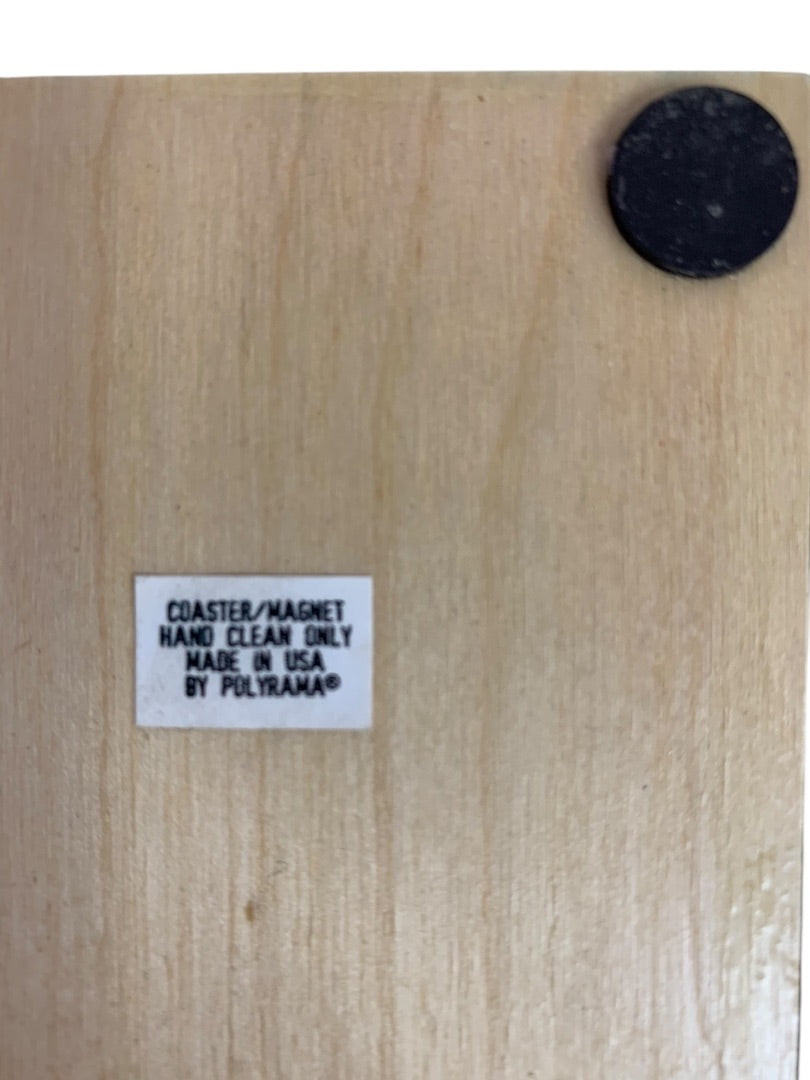 COASTER/MAGNET
HAND CLEAN ONLY
MADE IN USA
BY POLYRAMA®